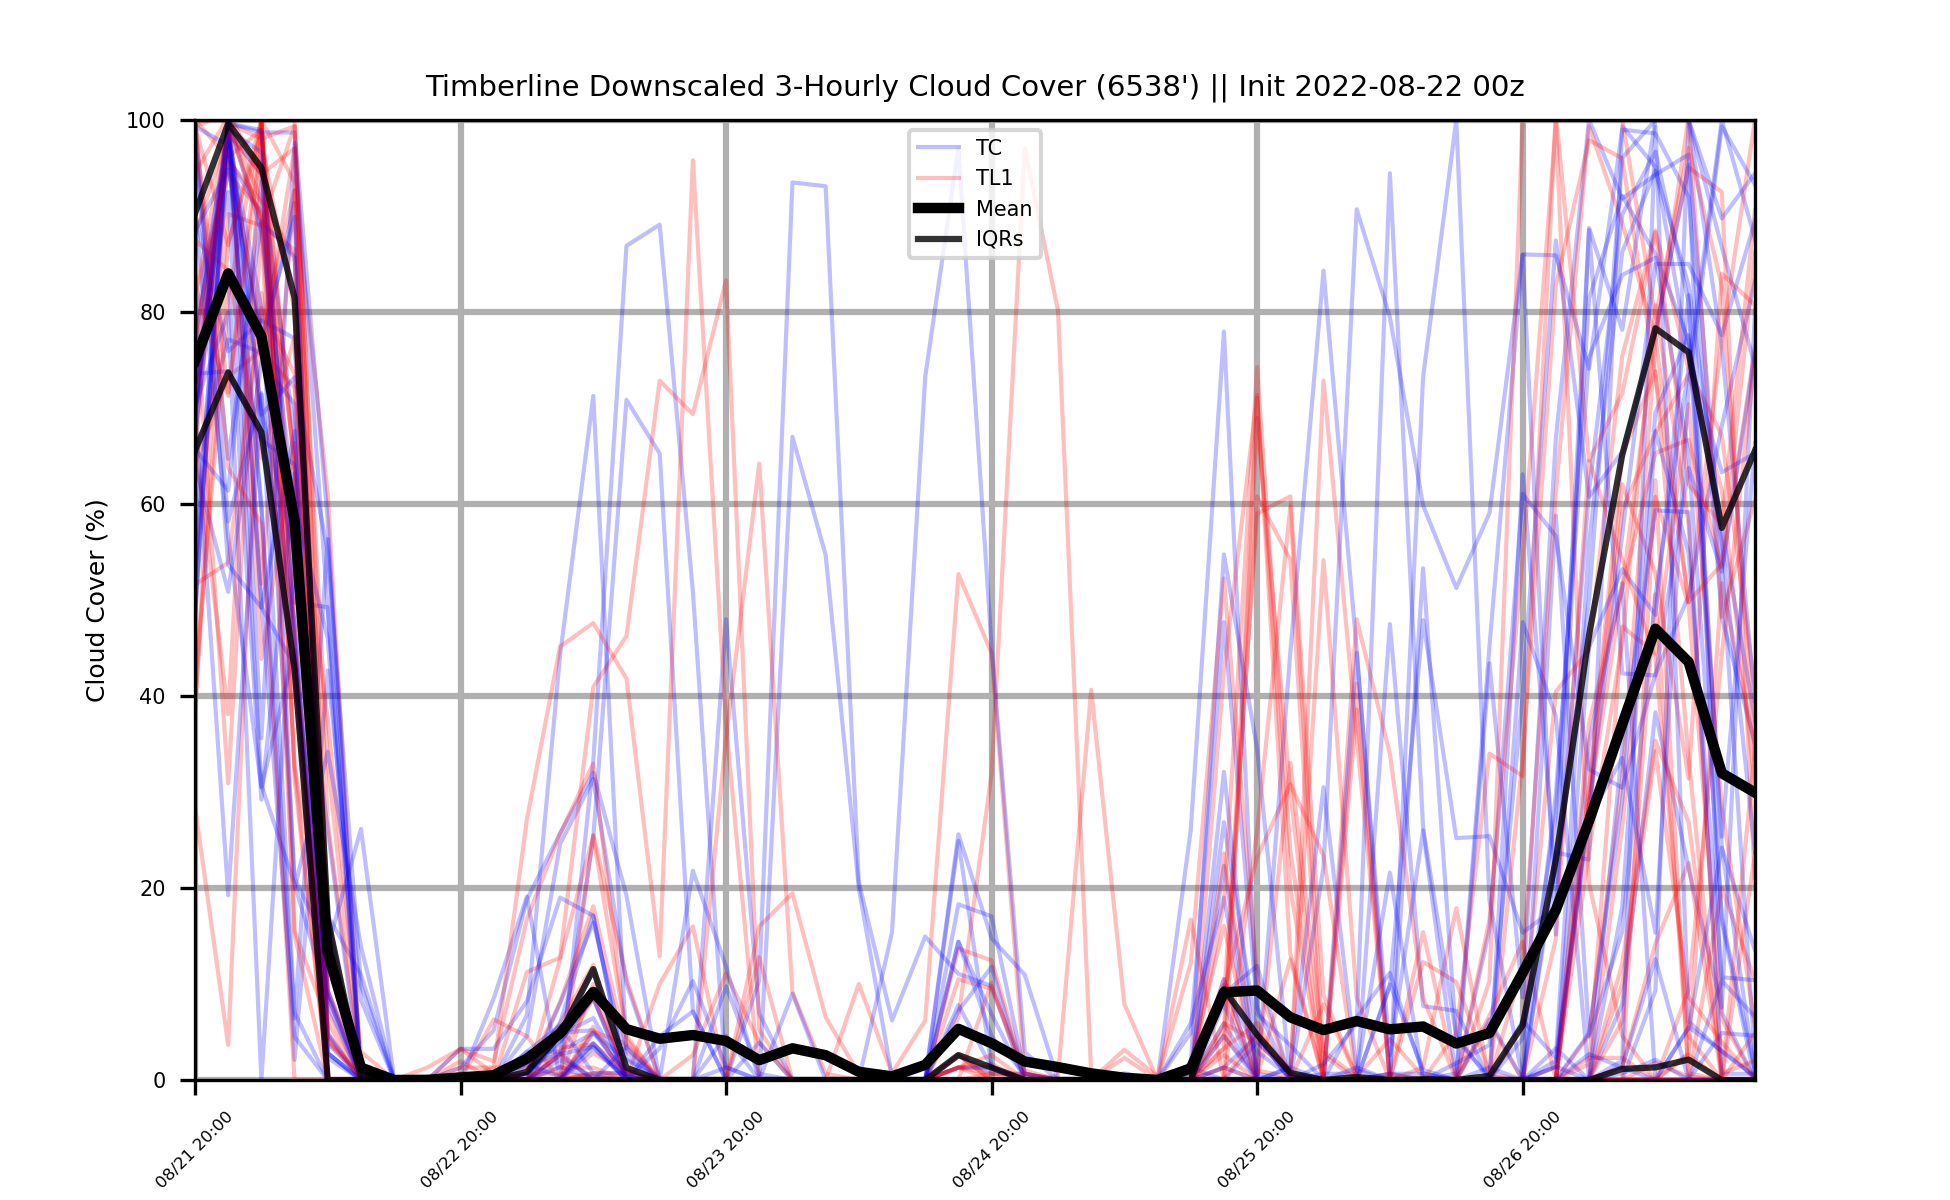 Timberline Downscaled 3-Hourly Cloud Cover (6538') || Init 2022-08-22 00z
TC
TL1
Mean
IQRs
Cloud Cover (%)
100
80
60
40
20
0
08/21 20:00
08/22 20:00
08/23 20:00
08/24 20:00
08/25 20:00
08/26 20:00